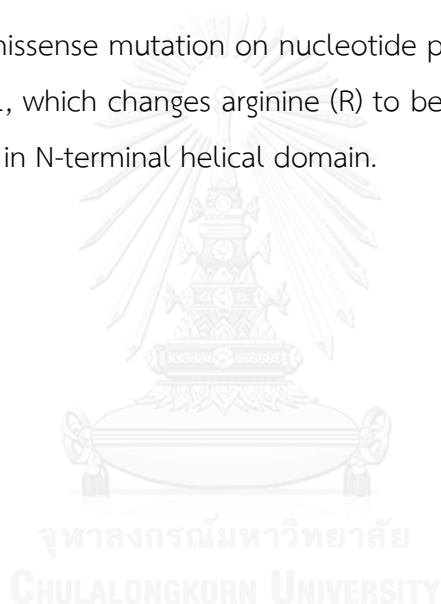 missense mutation on nucleotide p
, which changes arginine (R) to be
in N-terminal helical domain.
จุฬาลงกรณ์มหาวิทยาลัย
CHULALONGKORN UNIVERSITY